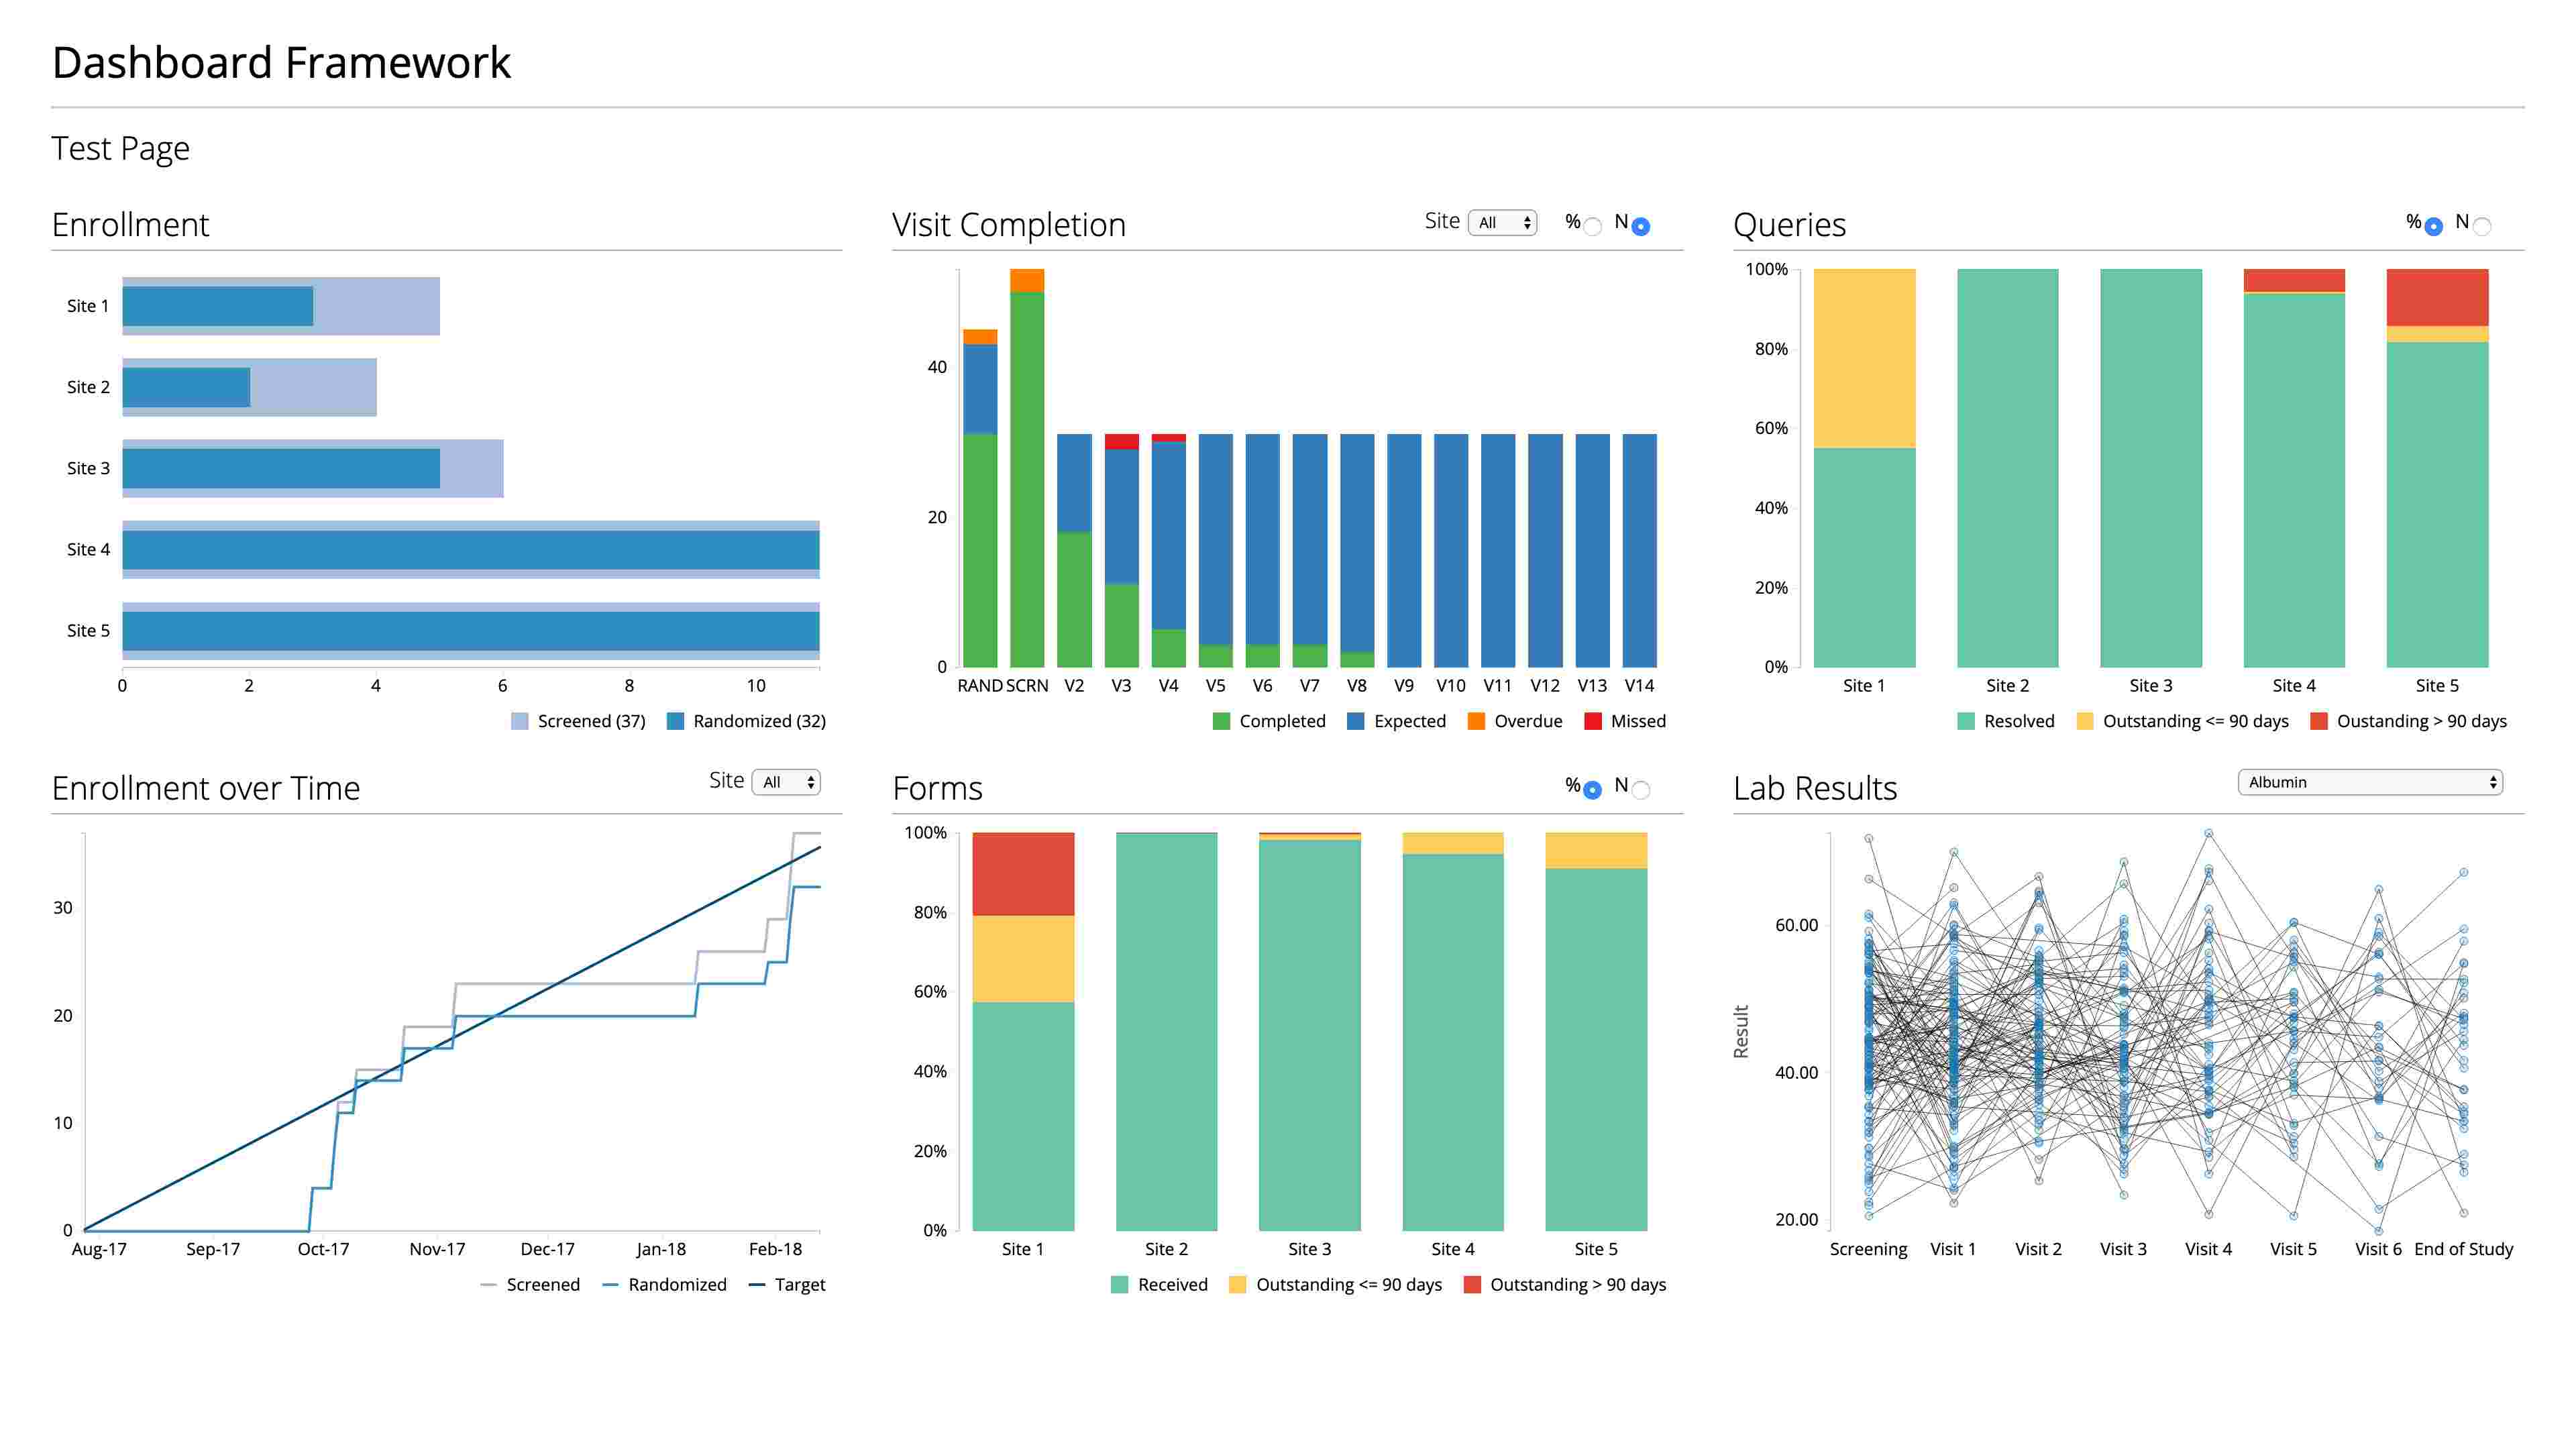 Dashboard Framework
Test Page
Enrollment
Site 1
Site 2
Site 3
Site 4
Site 5
0 2 4 6 8 10
Screened (37) Randomized (32)
Visit Completion Site All % N
40
20
0
RAND SCRN V2 V3 V4 V5 V6 V7 V8 V9 V10 V11 V12 V13 V14
Completed Expected Overdue Missed
Queries % N
100%
80%
60%
40%
20%
0%
Site 1 Site 2 Site 3 Site 4 Site 5
Resolved Outstanding <= 90 days Oustanding > 90 days
Enrollment over Time Site All
30
20
10
0
Aug-17 Sep-17 Oct-17 Nov-17 Dec-17 Jan-18 Feb-18
Screened Randomized Target
Forms % N
100%
80%
60%
40%
20%
0%
Site 1 Site 2 Site 3 Site 4 Site 5
Received Outstanding <= 90 days Outstanding > 90 days
Lab Results Albumin
Result
60.00
40.00
20.00
Screening Visit 1 Visit 2 Visit 3 Visit 4 Visit 5 Visit 6 End of Study